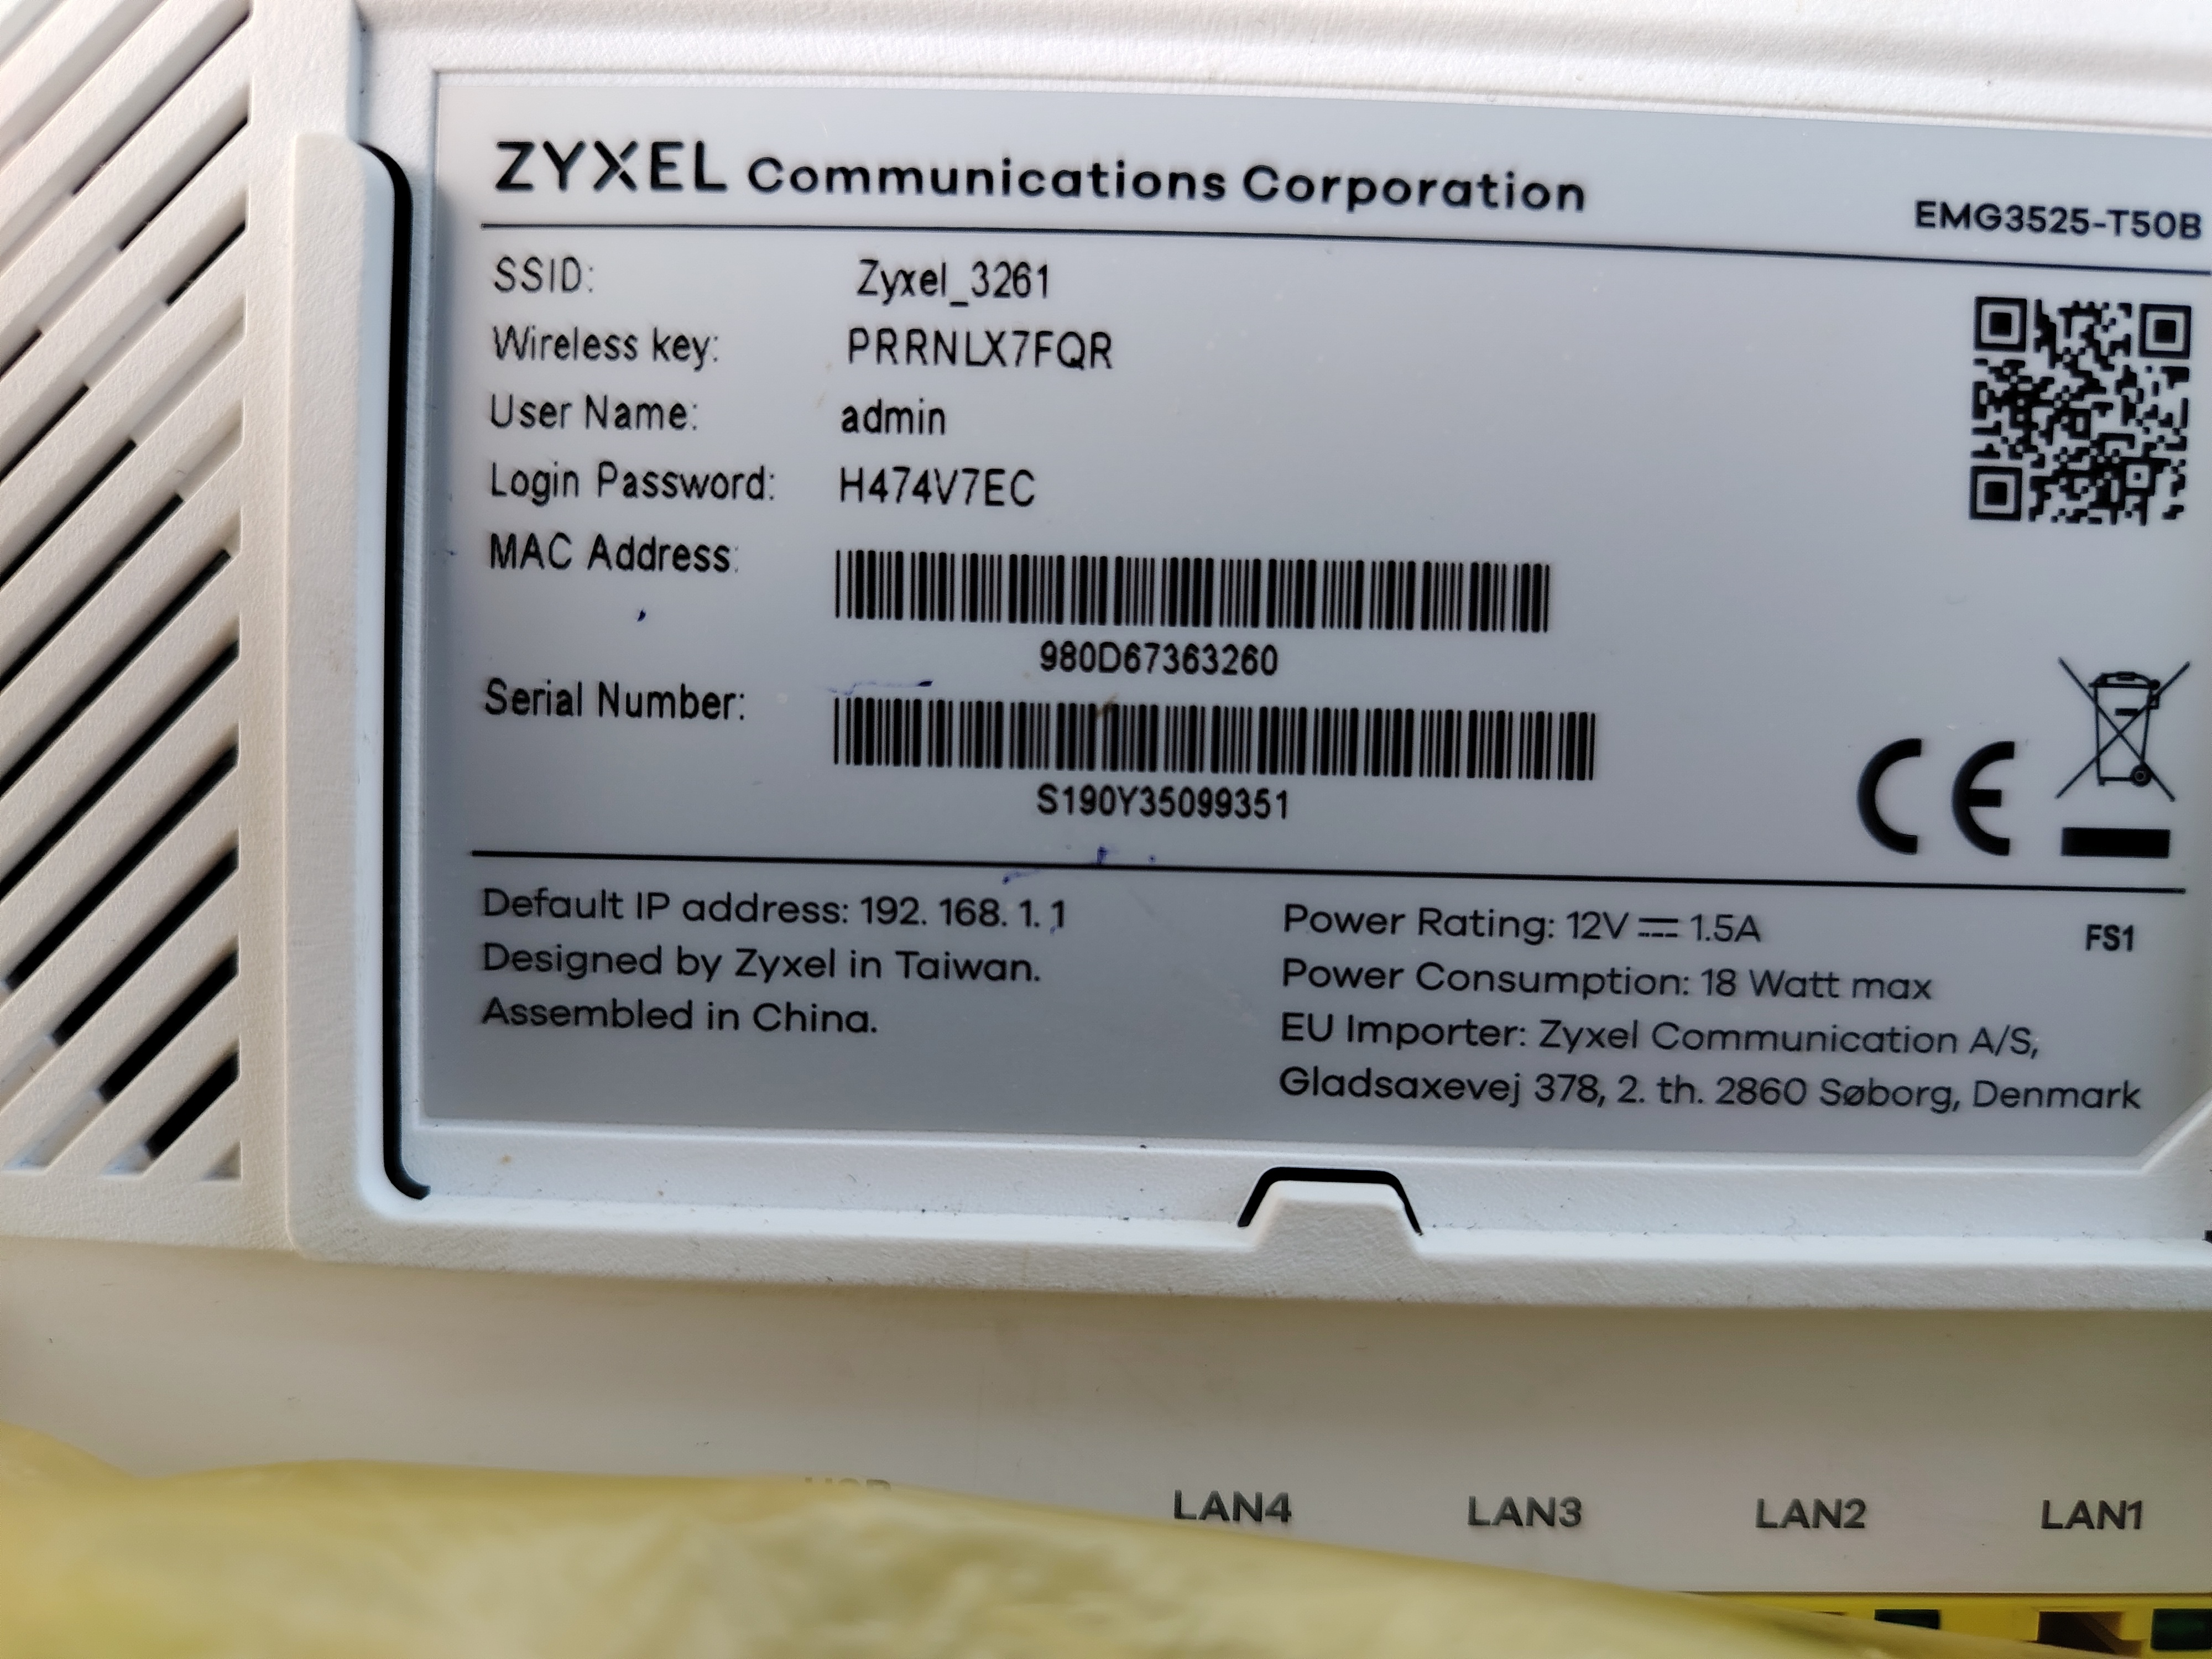 ZYXEL Communications Corporation
EMG3525-T50B
SSID: Zyxel_3261
Wireless key: PRRNLX7FQR
User Name: admin
Login Password: H474V7EC
MAC Address:
980D67363260
Serial Number:
S190Y35099351
CE
Default IP address: 192. 168. 1. 1
Designed by Zyxel in Taiwan.
Assembled in China.
Power Rating: 12V ⎓ 1.5A
FS1
Power Consumption: 18 Watt max
EU Importer: Zyxel Communication A/S,
Gladsaxevej 378, 2. th. 2860 Søborg, Denmark
LAN4 LAN3 LAN2 LAN1